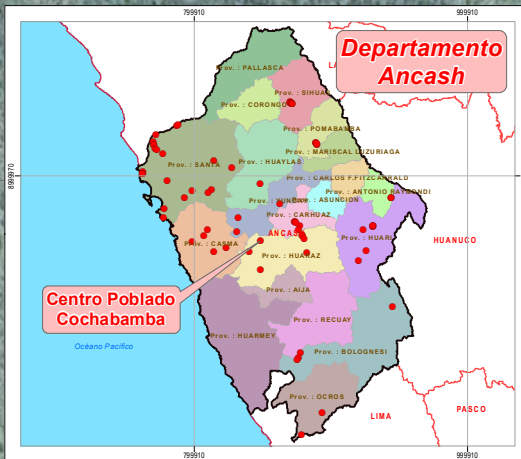 799910
999910
Departamento
Ancash
LA
Prov. : PALLASCA
Prov. : SIHUAS
Prov. : CORONGO
Prov. : POMABAMBA
Prov. : MARISCAL LUZURIAGA
899970
Prov. : SANTA
Prov. : HUAYLAS
Prov. : CARLOS F.FITZCARRALD
Prov. : ANTONIO RAYMONDI
Prov. : YUNGAY
Prov. : ASUNCION
Prov. : CARHUAZ
ANCASH
Prov. : HUARI
HUANUCO
Prov. : CASMA
Prov. : HUARAZ
Centro Poblado
Cochabamba
Prov. : AIJA
Prov. : RECUAY
Prov. : HUARMEY
Océano Pacífico
Prov. : BOLOGNESI
Prov. : OCROS
LIMA
PASCO
799910
999910